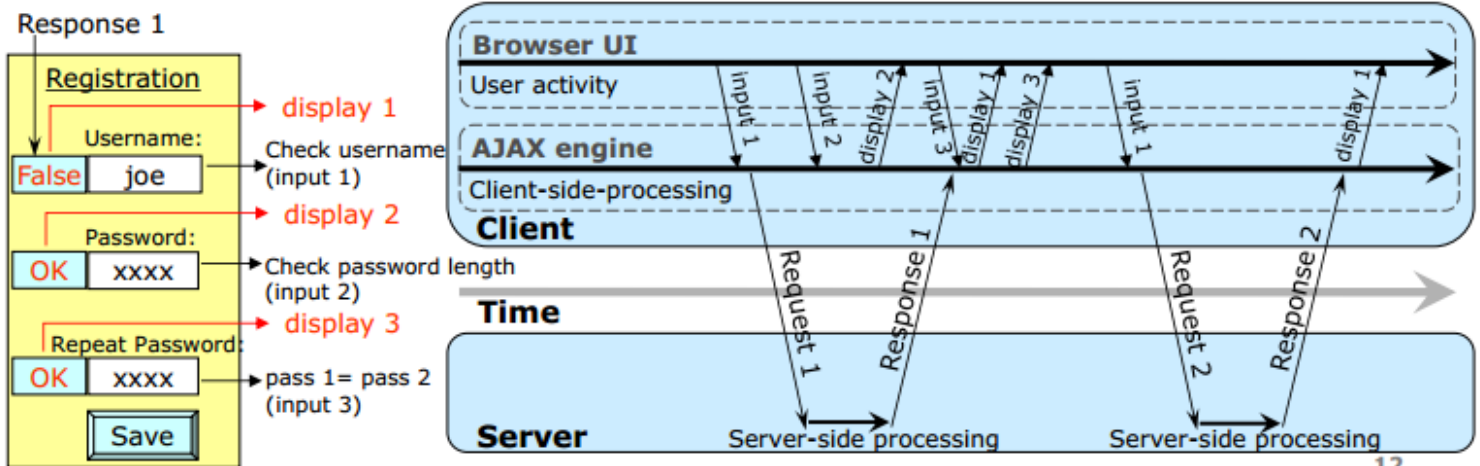 Response 1
Registration
display 1
Username:
False
joe
Check username
(input 1)
display 2
Password:
OK
xxxx
Check password length
(input 2)
display 3
Repeat Password:
OK
xxxx
pass 1= pass 2
(input 3)
Save
Browser UI
User activity
input 1
input 2
display 2
input 3
display 1
display 3
input 1
display 1
AJAX engine
Client-side-processing
Client
Request 1
Response 1
Request 2
Response 2
Time
Server
Server-side processing
Server-side processing